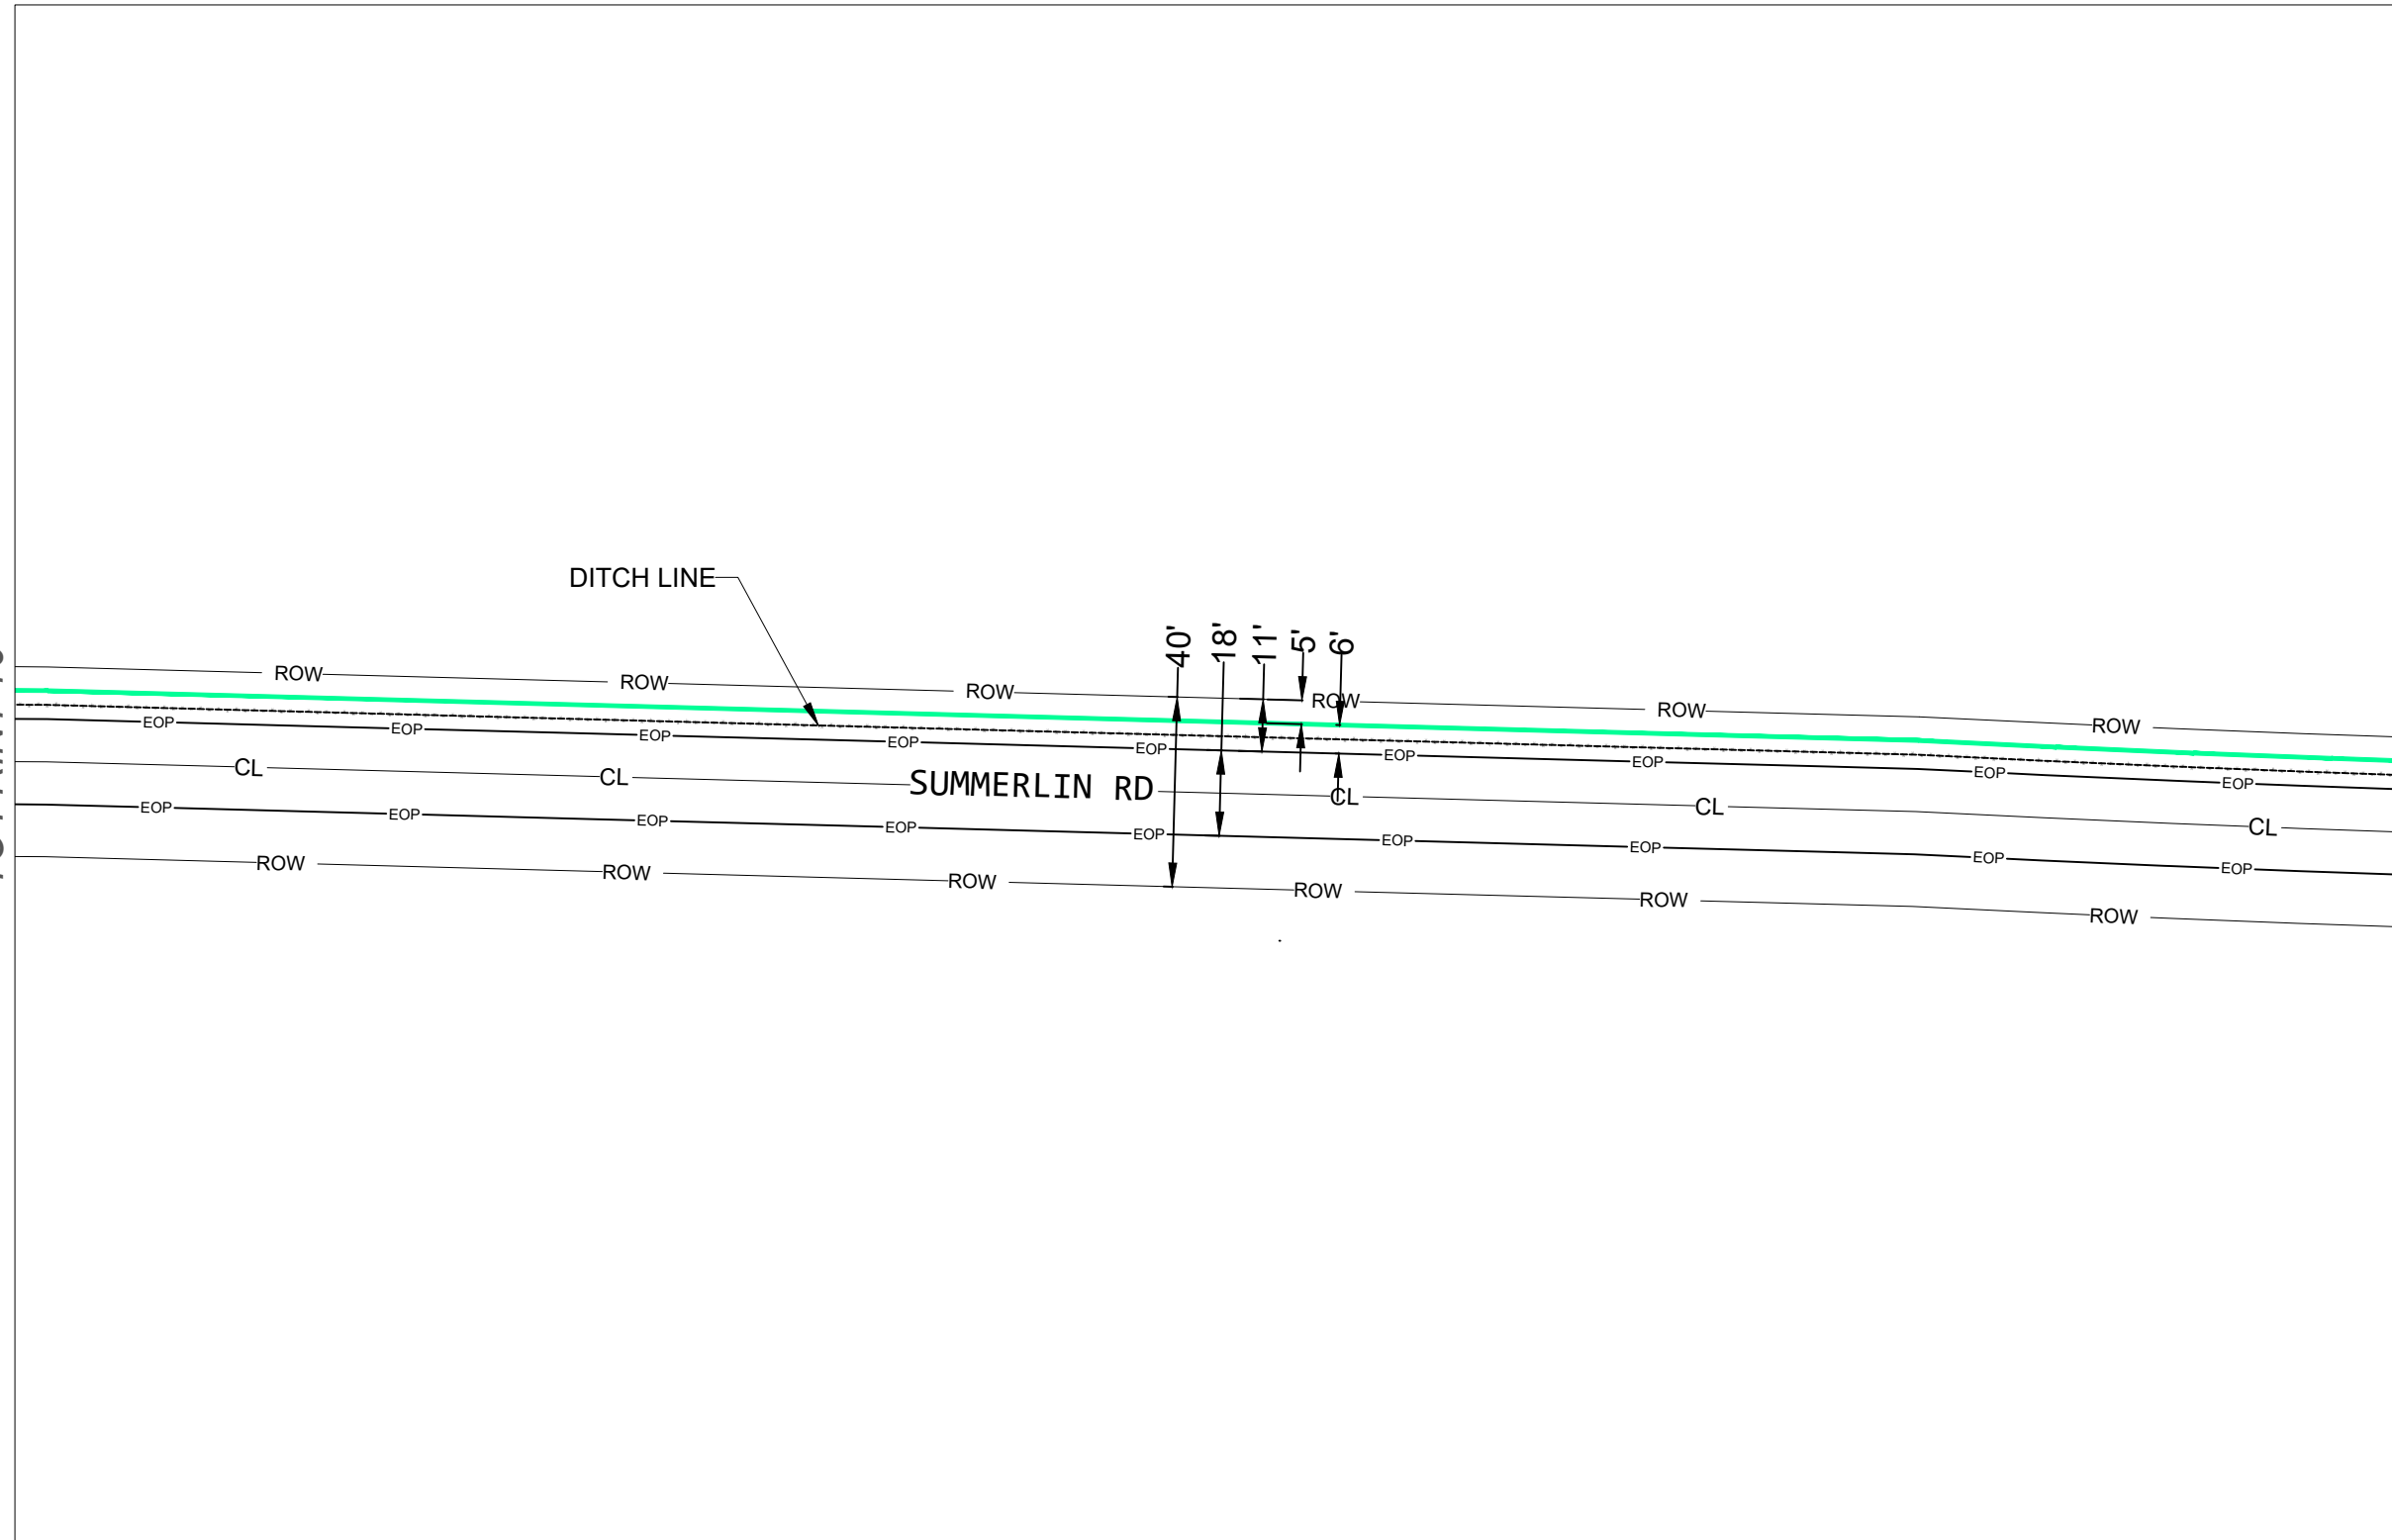 DITCH LINE
40'
18'
11'
5'
6'
ROW ROW ROW ROW ROW ROW
EOP EOP EOP EOP EOP EOP EOP EOP EOP
CL CL SUMMERLIN RD CL CL CL
EOP EOP EOP EOP EOP EOP EOP EOP EOP
ROW ROW ROW ROW ROW ROW